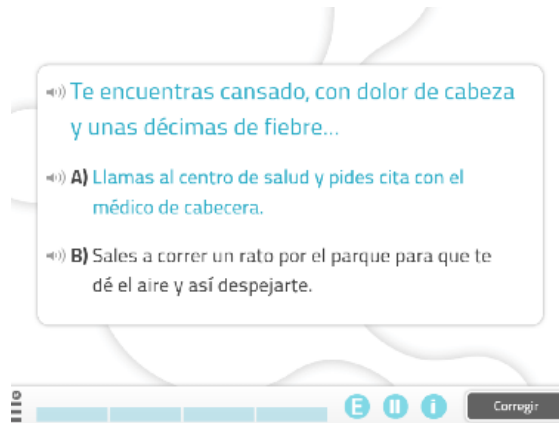 Te encuentras cansado, con dolor de cabeza
y unas décimas de fiebre...
A) Llamas al centro de salud y pides cita con el
médico de cabecera.
B) Sales a correr un rato por el parque para que te
dé el aire y así despejarte.
E II i Corregir